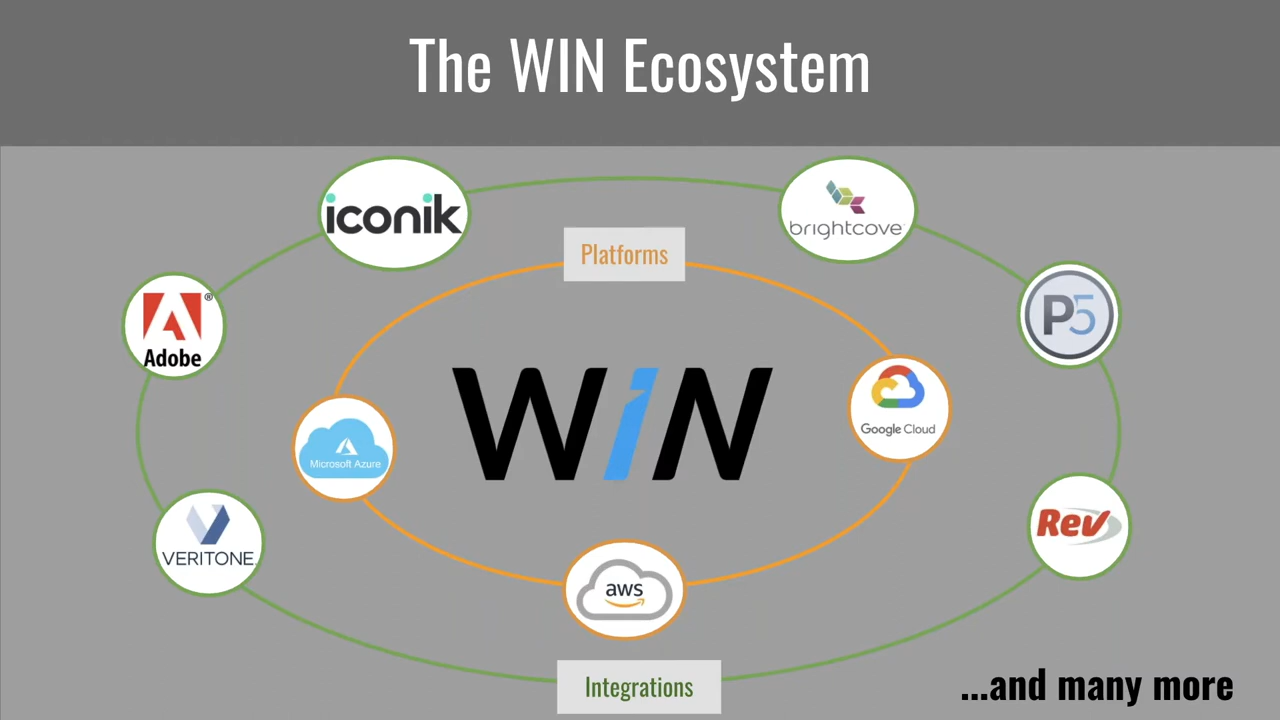 The WIN Ecosystem
iconik
brightcove
Platforms
Adobe®
P5
WIN
Google Cloud
Microsoft Azure
VERITONE
Rev
aws
Integrations
...and many more